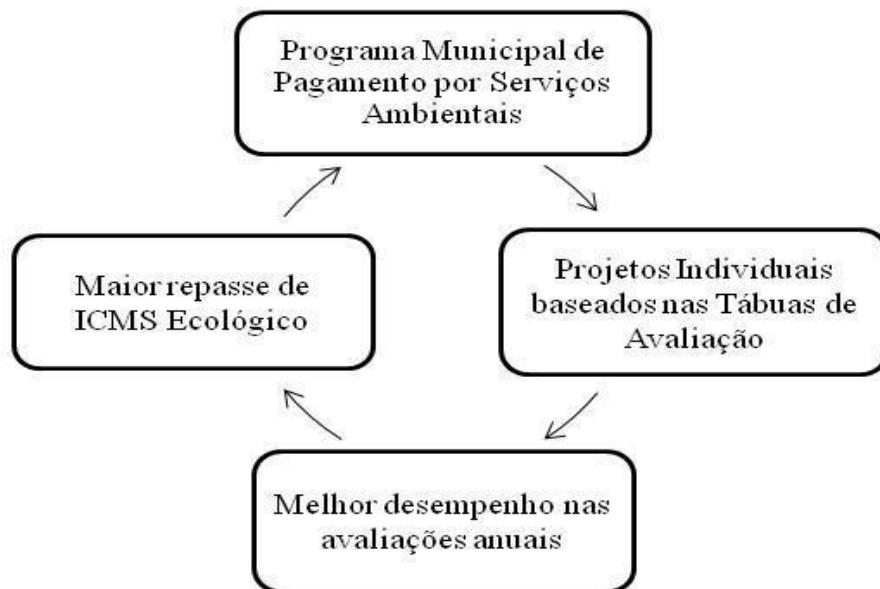 Programa Municipal de
Pagamento por Serviços
Ambientais
Projetos Individuais
baseados nas Tábuas de
Avaliação
Melhor desempenho nas
avaliações anuais
Maior repasse de
ICMS Ecológico